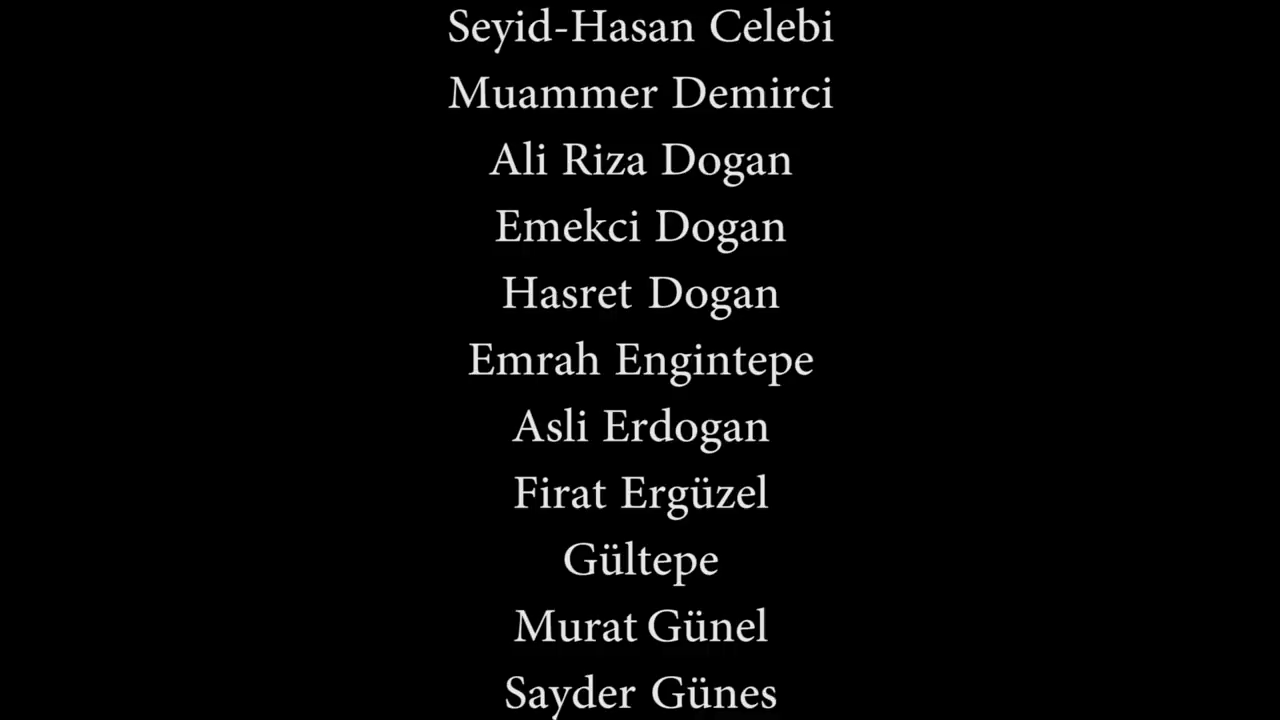 Seyid-Hasan Celebi
Muammer Demirci
Ali Riza Dogan
Emekci Dogan
Hasret Dogan
Emrah Engintepe
Asli Erdogan
Firat Ergüzel
Gültepe
Murat Günel
Sayder Günes